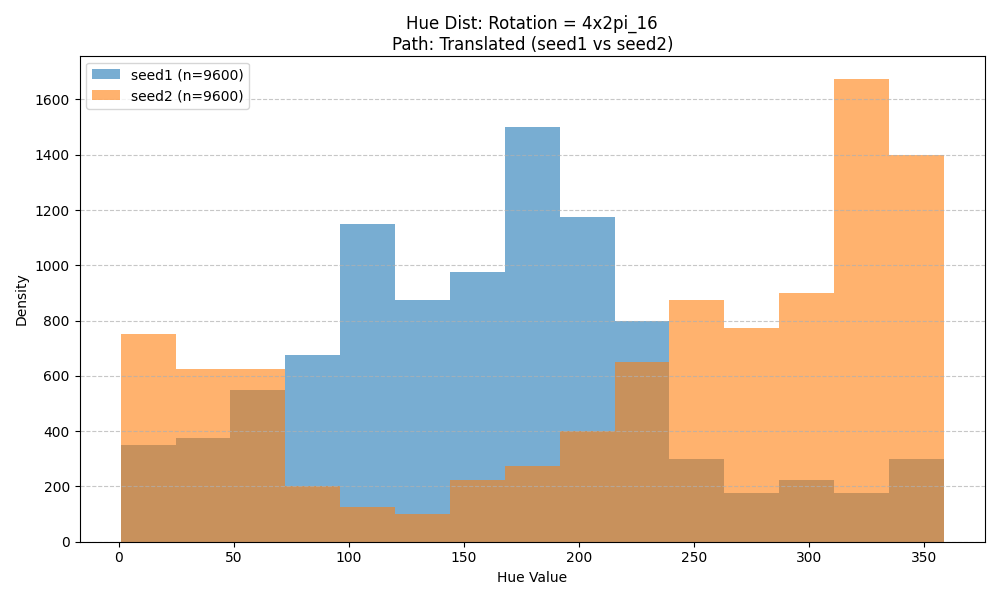 Hue Dist: Rotation = 4x2pi_16
Path: Translated (seed1 vs seed2)
seed1 (n=9600)
seed2 (n=9600)
Density
1600
1400
1200
1000
800
600
400
200
0
0 50 100 150 200 250 300 350
Hue Value